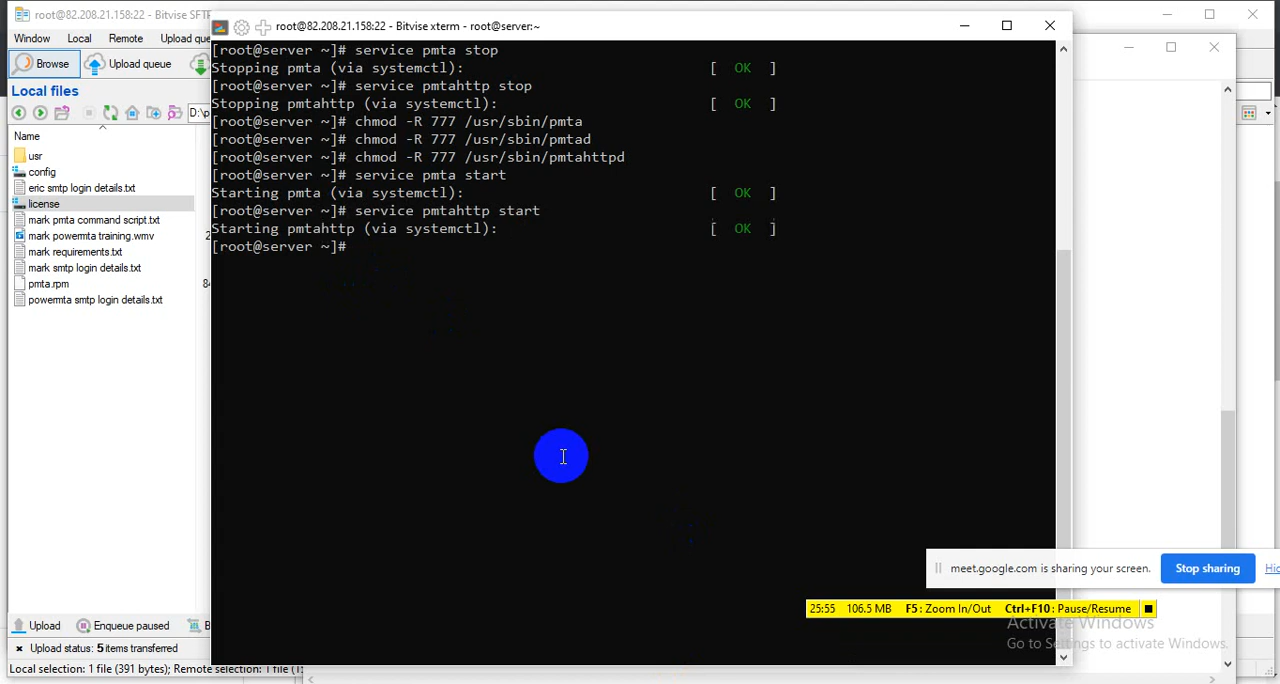 root@82.208.21.158:22 - Bitvise SFTP
Window Local Remote Upload que
Browse Upload queue
Local files
D:\p
Name
usr
config
eric smtp login details.txt
license
mark pmta command script.txt
mark powermta training.wmv 2
mark requirements.txt
mark smtp login details.txt
pmta.rpm 84
powermta smtp login details.txt
Upload Enqueue paused B
Upload status: 5 items transferred
Local selection: 1 file (391 bytes); Remote selection: 1 file (1
root@82.208.21.158:22 - Bitvise xterm - root@server:~
[root@server ~]# service pmta stop
Stopping pmta (via systemctl): [ OK ]
[root@server ~]# service pmtahttp stop
Stopping pmtahttp (via systemctl): [ OK ]
[root@server ~]# chmod -R 777 /usr/sbin/pmta
[root@server ~]# chmod -R 777 /usr/sbin/pmtad
[root@server ~]# chmod -R 777 /usr/sbin/pmtahttpd
[root@server ~]# service pmta start
Starting pmta (via systemctl): [ OK ]
[root@server ~]# service pmtahttp start
Starting pmtahttp (via systemctl): [ OK ]
[root@server ~]#
meet.google.com is sharing your screen. Stop sharing Hid
25:55 106.5 MB F5: Zoom In/Out Ctrl+F10: Pause/Resume
Activate Windows
Go to Settings to activate Windows.